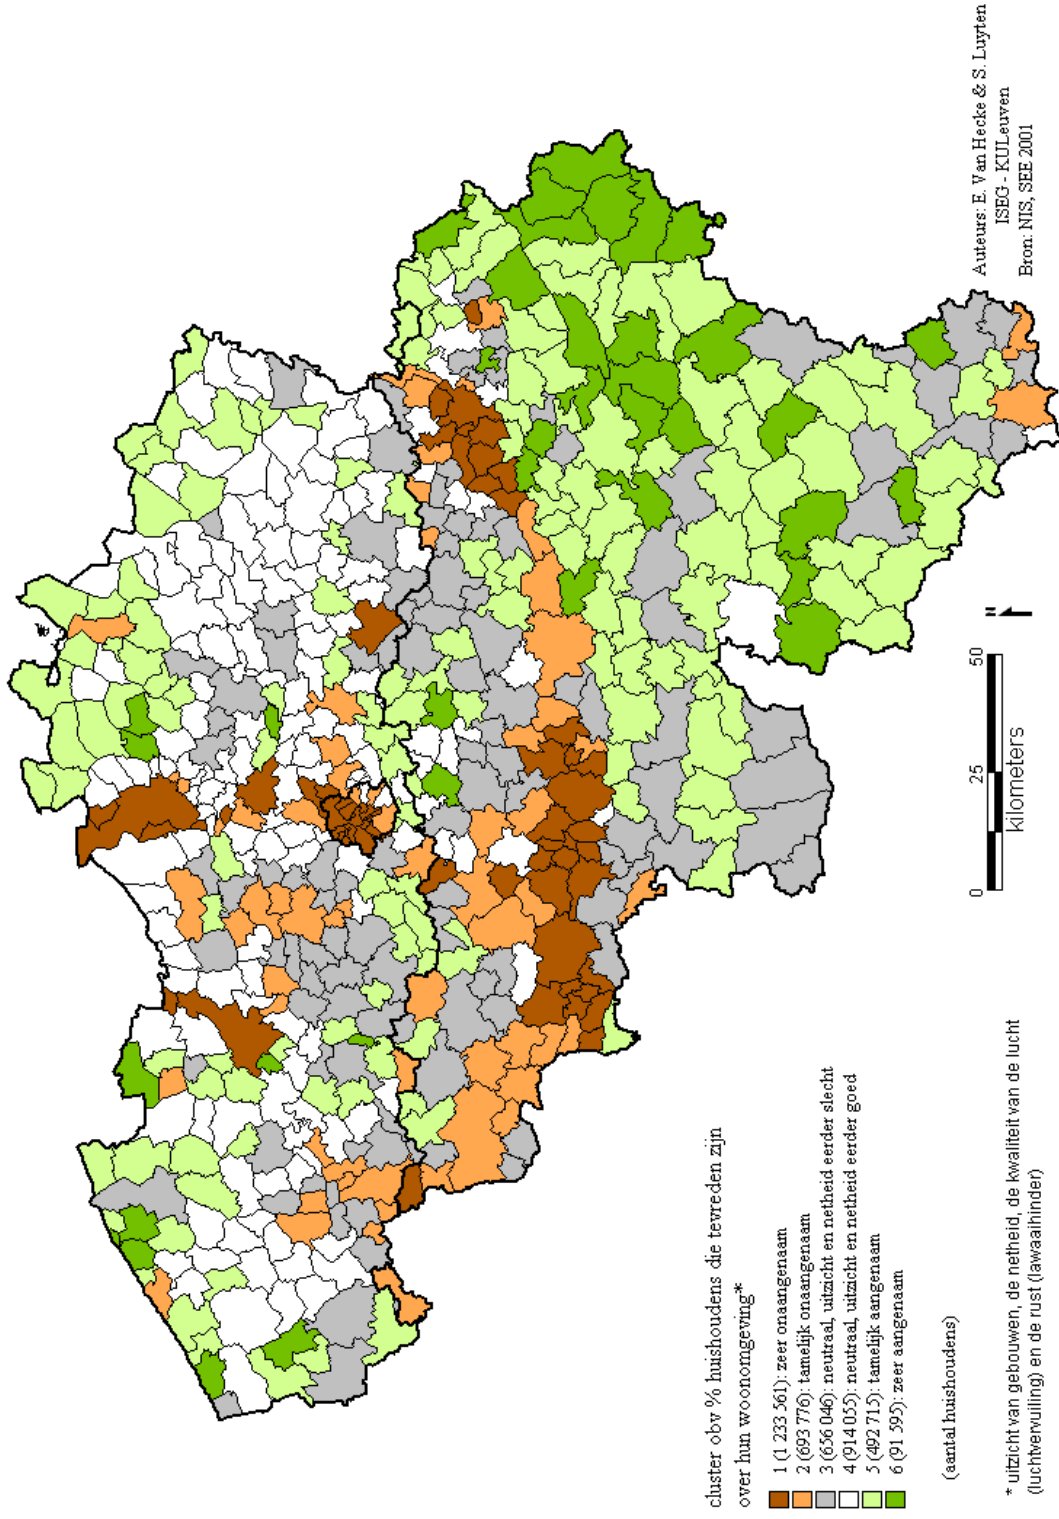 cluster obv % huishoudens die tevreden zijn
over hun woonomgeving*
1 (1 233 561): zeer onaangenaam
2 (693 776): tamelijk onaangenaam
3 (656 046): neutraal, uitzicht en netheid eerder slecht
4 (914 055): neutraal, uitzicht en netheid eerder goed
5 (492 715): tamelijk aangenaam
6 (91 595): zeer aangenaam
(aantal huishoudens)
* uitzicht van gebouwen, de netheid, de kwaliteit van de lucht
(luchtvervuiling) en de rust (lawaaihinder)
0 25 50
kilometers
N
Auteurs: E. Van Hecke & S. Luyten
ISEG - KULeuven
Bron: NIS, SEE 2001